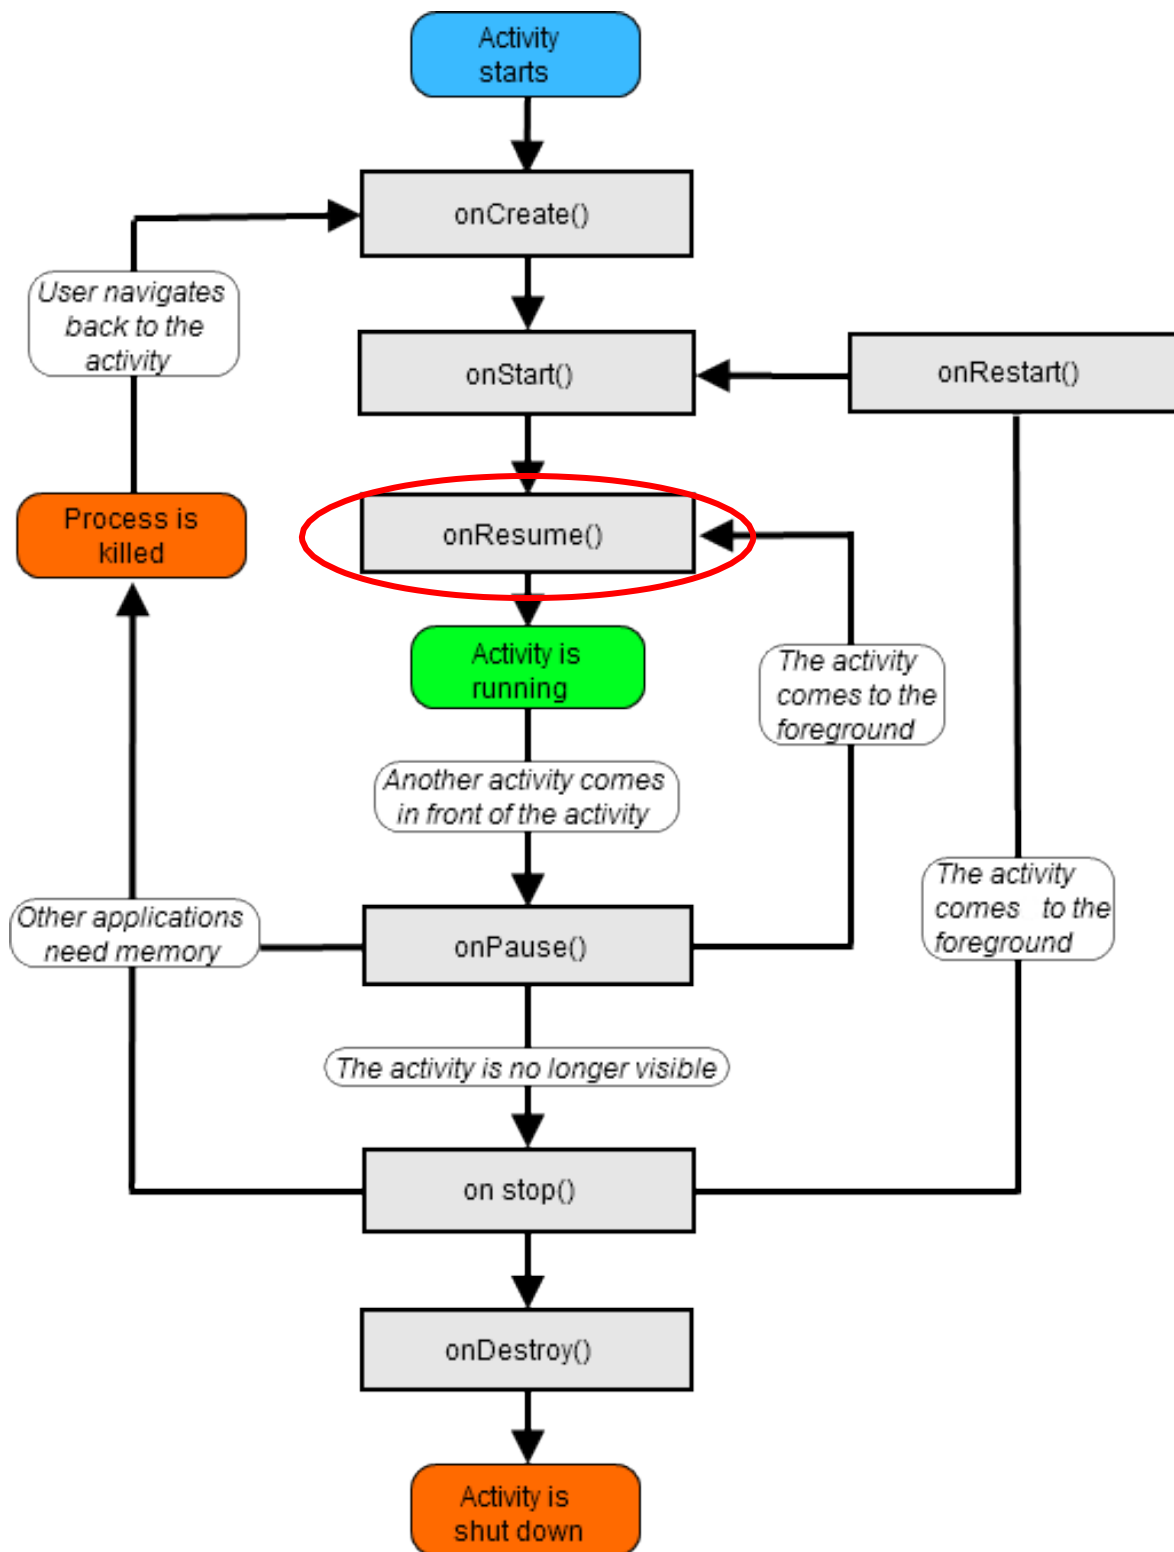 Activity
starts
onCreate()
User navigates
back to the
activity
onStart()
onRestart()
Process is
killed
onResume()
Activity is
running
The activity
comes to the
foreground
Another activity comes
in front of the activity
The activity
comes to the
foreground
Other applications
need memory
onPause()
The activity is no longer visible
on stop()
onDestroy()
Activity is
shut down